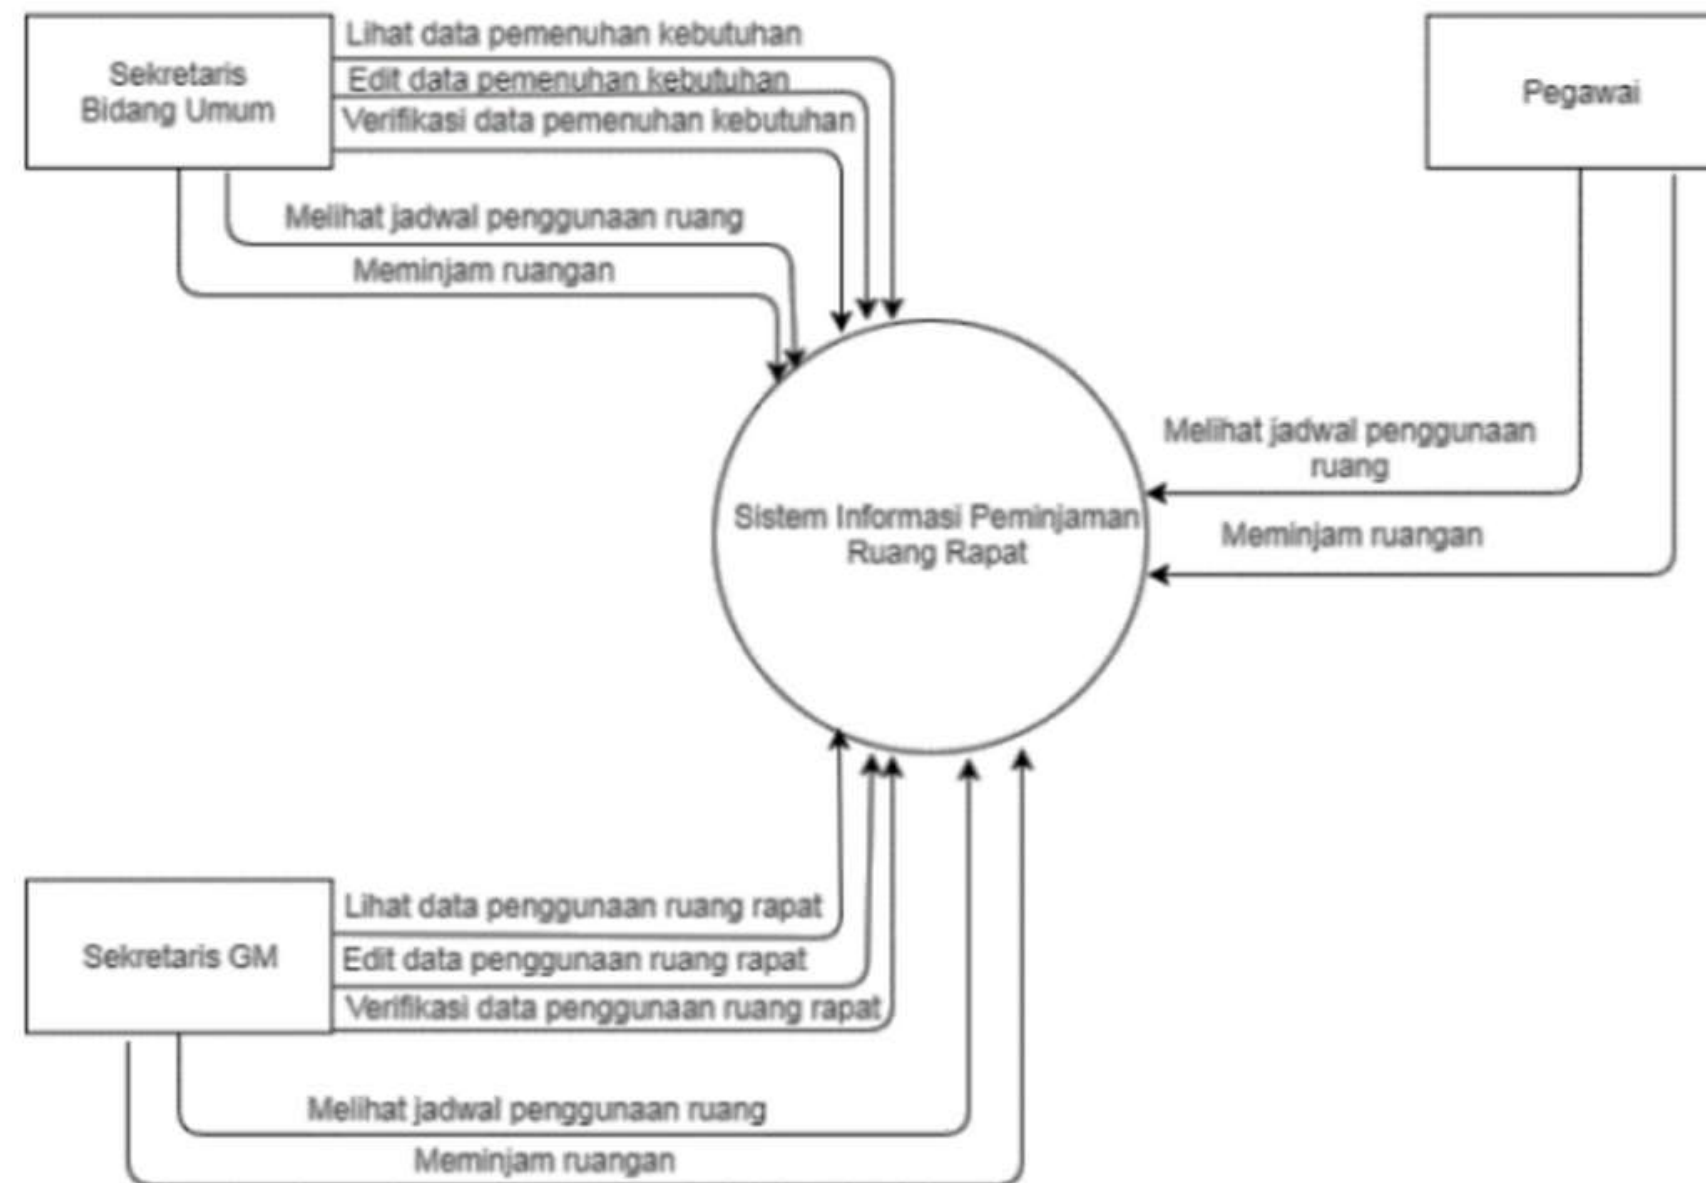 Sekretaris
Bidang Umum
Lihat data pemenuhan kebutuhan
Edit data pemenuhan kebutuhan
Verifikasi data pemenuhan kebutuhan
Melihat jadwal penggunaan ruang
Meminjam ruangan
Pegawai
Melihat jadwal penggunaan
ruang
Meminjam ruangan
Sistem Informasi Peminjaman
Ruang Rapat
Sekretaris GM
Lihat data penggunaan ruang rapat
Edit data penggunaan ruang rapat
Verifikasi data penggunaan ruang rapat
Melihat jadwal penggunaan ruang
Meminjam ruangan